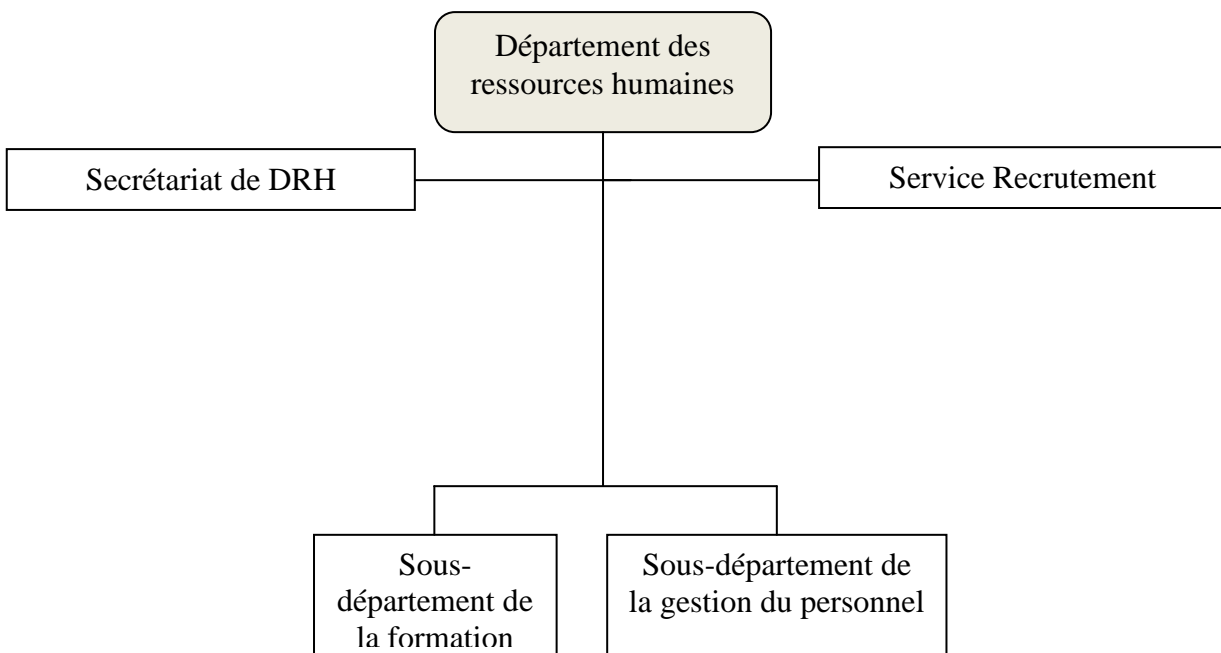 Département des
ressources humaines
Secrétariat de DRH
Service Recrutement
Sous-
département de
la formation
Sous-département de
la gestion du personnel